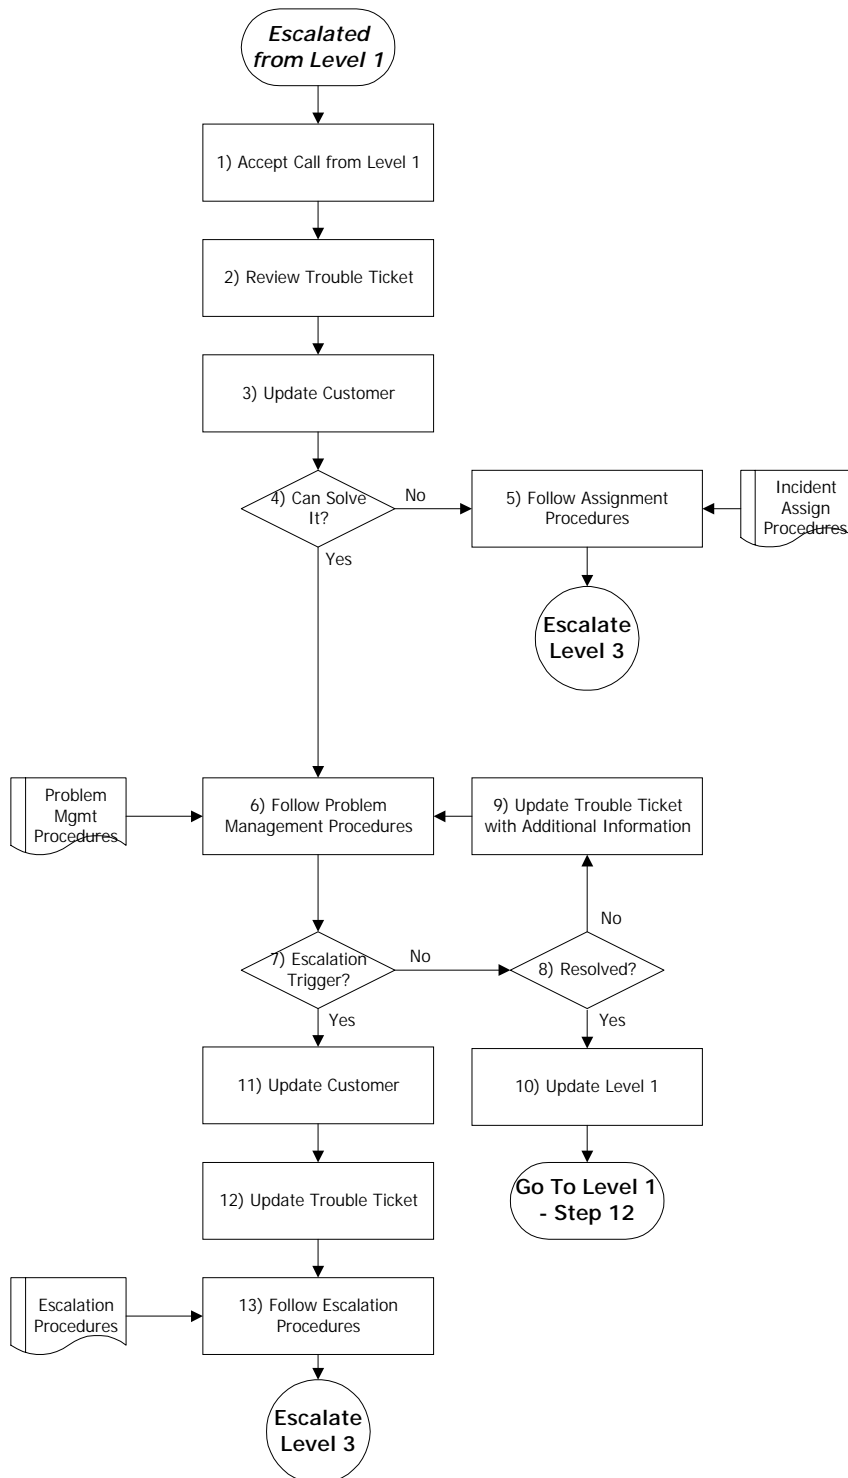 Escalated
from Level 1
1) Accept Call from Level 1
2) Review Trouble Ticket
3) Update Customer
4) Can Solve
It?
No
Yes
5) Follow Assignment
Procedures
Incident
Assign
Procedures
Escalate
Level 3
Problem
Mgmt
Procedures
6) Follow Problem
Management Procedures
9) Update Trouble Ticket
with Additional Information
No
7) Escalation
Trigger?
No
8) Resolved?
Yes
Yes
11) Update Customer
10) Update Level 1
12) Update Trouble Ticket
Go To Level 1
- Step 12
Escalation
Procedures
13) Follow Escalation
Procedures
Escalate
Level 3